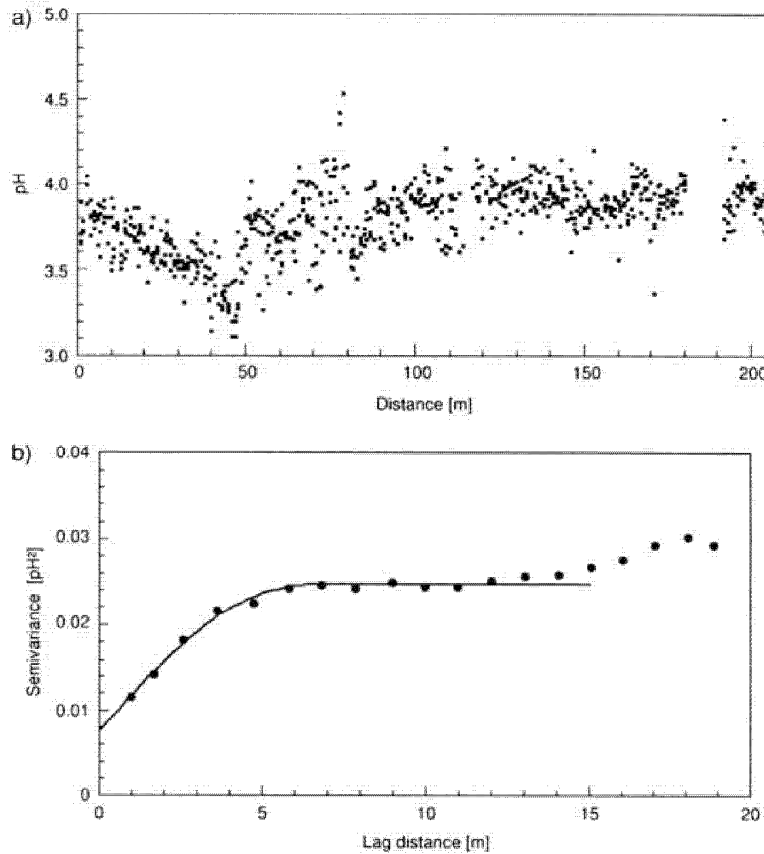 a)
5.0
4.5
4.0
3.5
3.0
pH
0 50 100 150 200
Distance [m]
b)
0.04
0.03
0.02
0.01
0
Semivariance [pH²]
0 5 10 15 20
Lag distance [m]